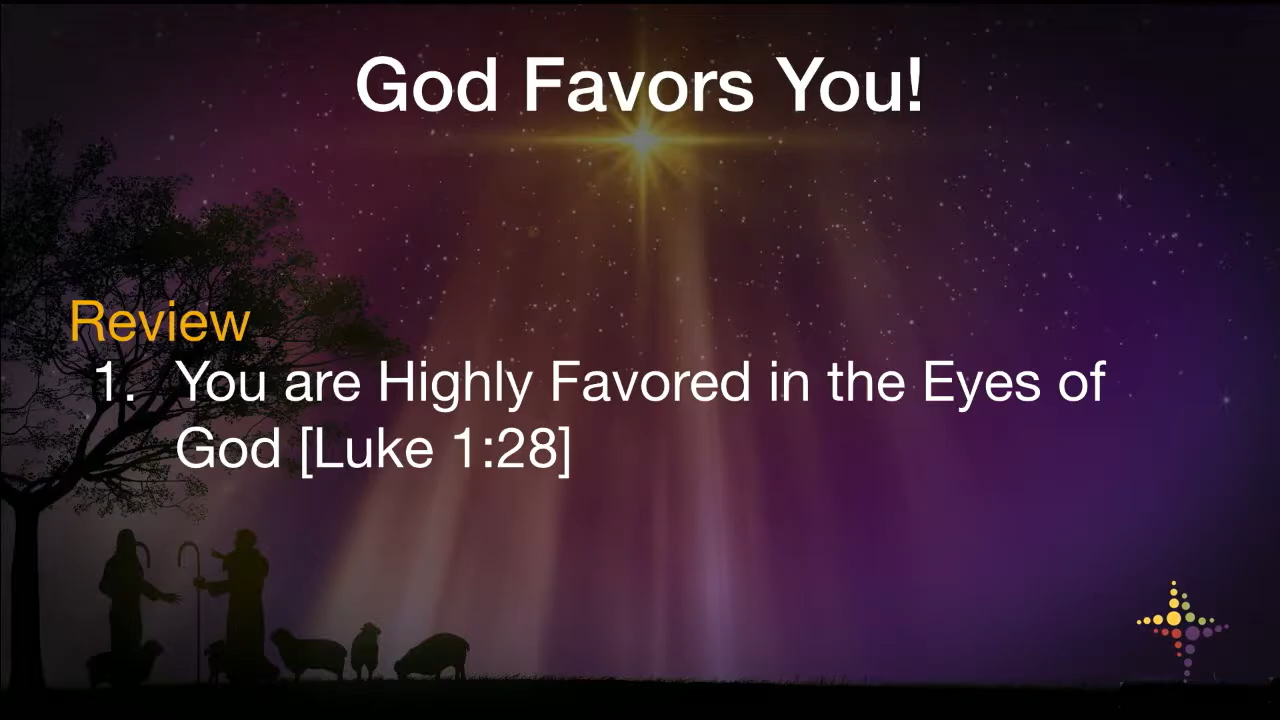 God Favors You!
Review
1. You are Highly Favored in the Eyes of
God [Luke 1:28]